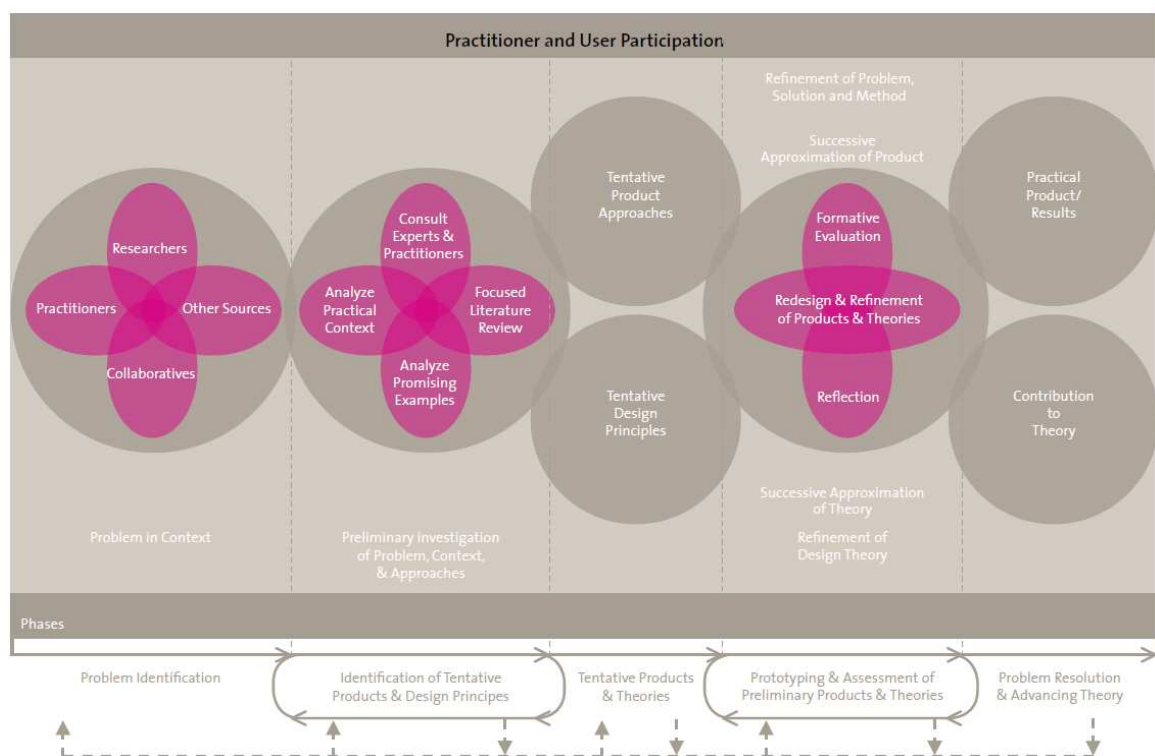 Practitioner and User Participation
Researchers
Practitioners
Other Sources
Collaboratives
Problem in Context
Consult
Experts &
Practitioners
Analyze
Practical
Context
Focused
Literature
Review
Analyze
Promising
Examples
Preliminary Investigation
of Problem, Context,
& Approaches
Tentative
Product
Approaches
Tentative
Design
Principles
Refinement of Problem,
Solution and Method
Successive
Approximation of Product
Formative
Evaluation
Redesign & Refinement
of Products & Theories
Reflection
Successive Approximation
of Theory
Refinement of
Design Theory
Practical
Product/
Results
Contribution
to
Theory
Phases
Problem Identification
Identification of Tentative
Products & Design Principes
Tentative Products
& Theories
Prototyping & Assessment of
Preliminary Products & Theories
Problem Resolution
& Advancing Theory